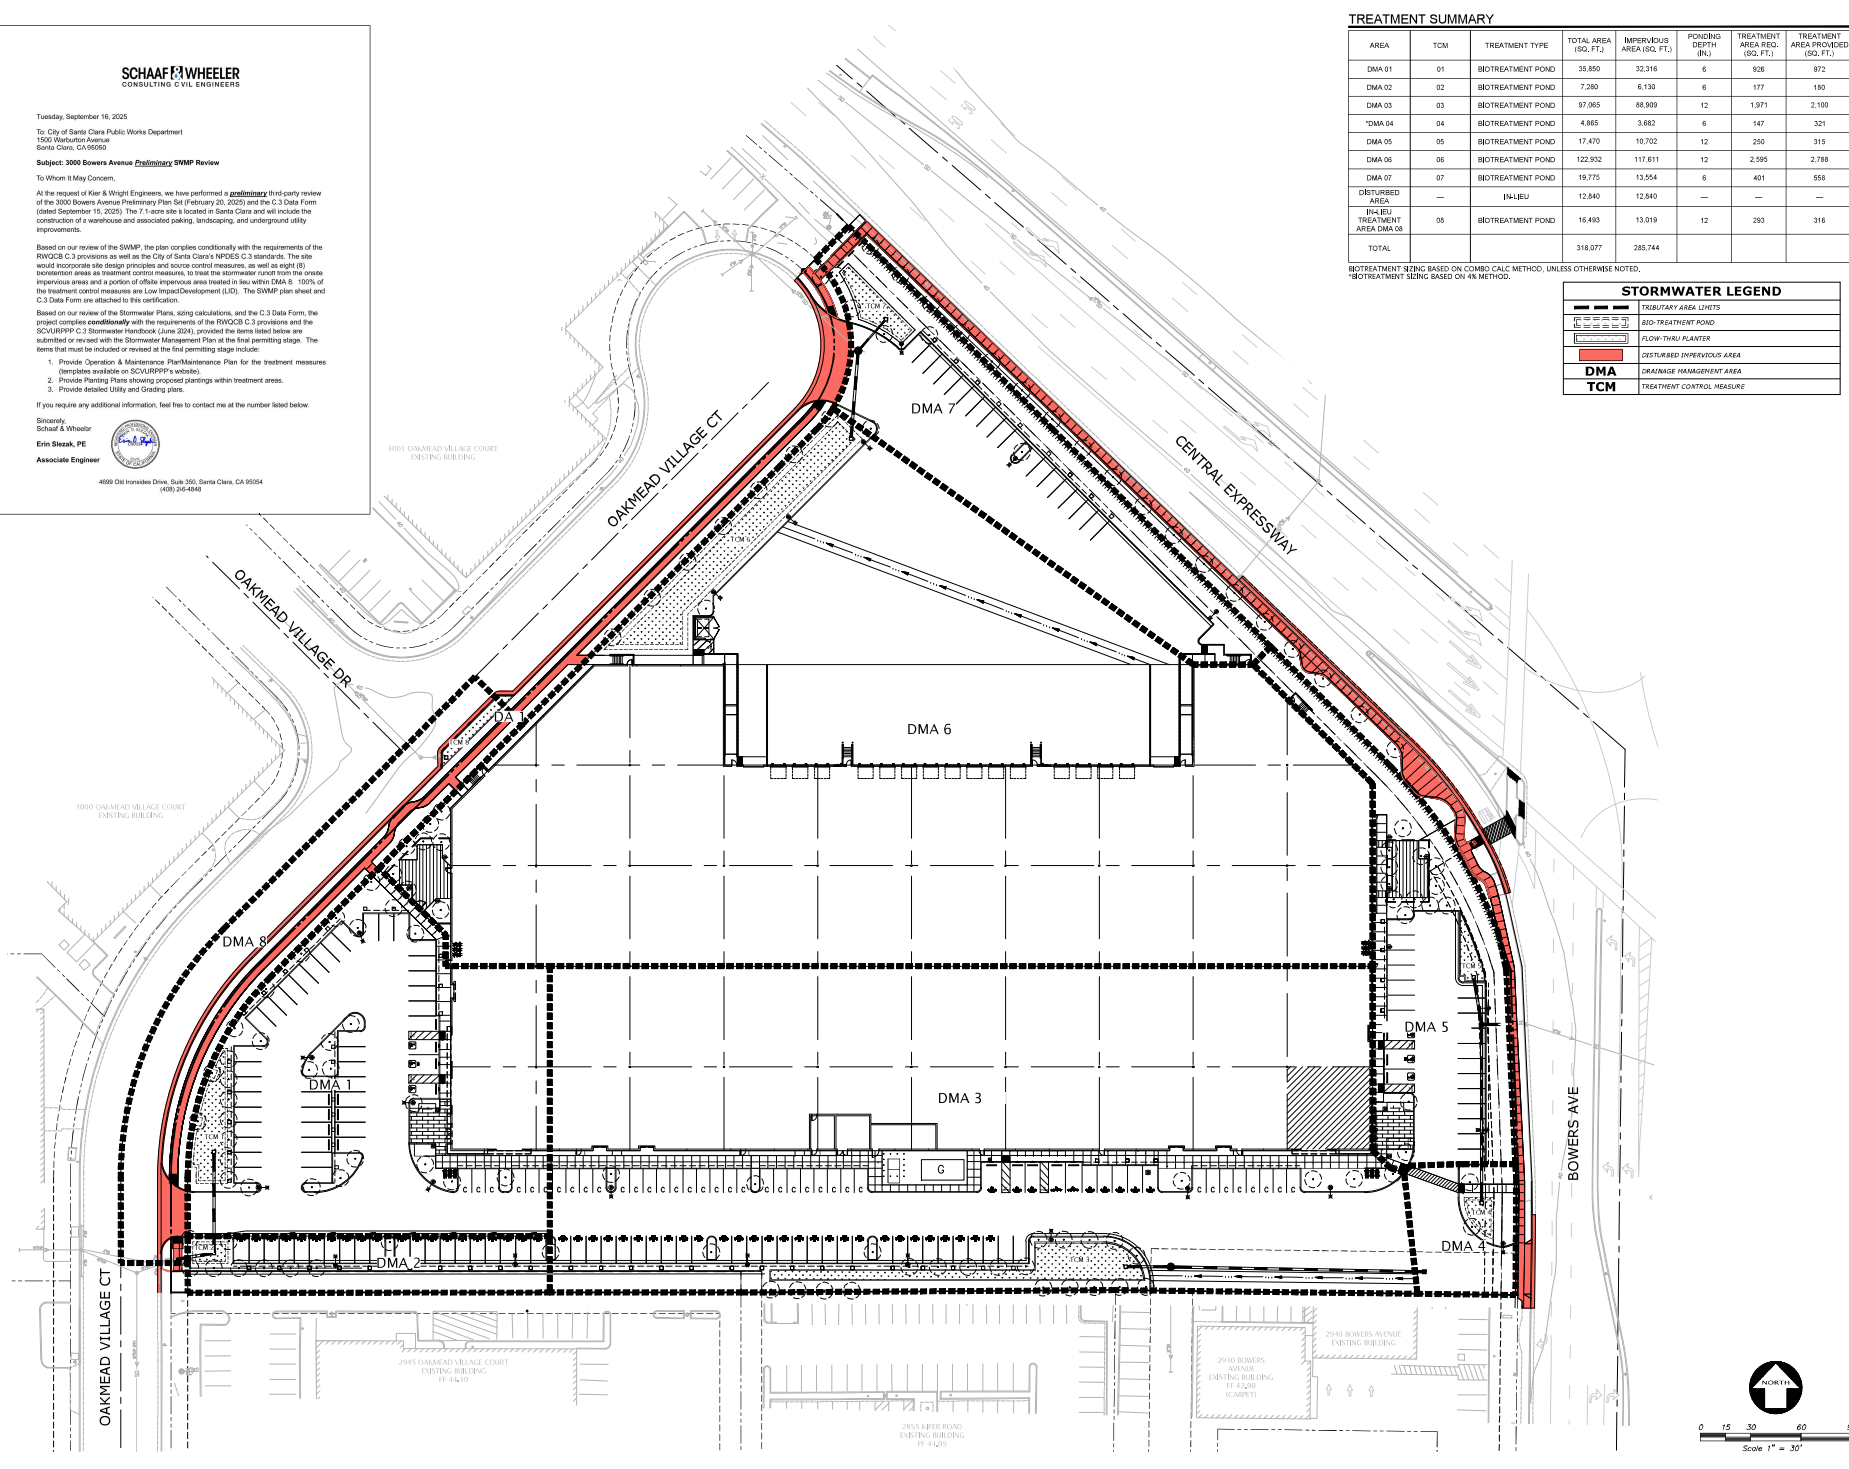 SCHAAF & WHEELER
CONSULTING CIVIL ENGINEERS
Tuesday, September 16, 2025
To: City of Santa Clara Public Works Department
1500 Warburton Avenue
Santa Clara, CA 95050
Subject: 3000 Bowers Avenue Preliminary SWMP Review
To Whom It May Concern,
At the request of Kier & Wright Engineers, we have performed a preliminary third-party review
of the 3000 Bowers Avenue Preliminary Plan Set (February 20, 2025) and the C.3 Data Form
(dated September 15, 2025). The 7.1-acre site is located in Santa Clara and will include the
construction of a warehouse and associated paking, landscaping, and underground utility
improvements.
Based on our review of the SWMP, the plan complies conditionally with the requirements of the
RWQCB C.3 provisions as well as the City of Santa Clara's NPDES C.3 standards. The site
would incorporate site design principles and source control measures, as well as eight (8)
bioretention areas as treatment control measures, to treat the stormwater runoff from the onsite
impervious areas and a portion of offsite impervous area treated in lieu within DMA 8. 100% of
the treatment control measures are Low Impact Development (LID). The SWMP plan sheet and
C.3 Data Form are attached to this certification.
Based on our review of the Stormwater Plans, sizing calculations, and the C.3 Data Form, the
project complies conditionally with the requirements of the RWQCB C.3 provisions and the
SCVURPPP C.3 Stormwater Handbook (June 2024), provided the items listed below are
submitted or revised with the Stormwater Management Plan at the final permitting stage. The
items that must be included or revised at the final permitting stage include:
1. Provide Operation & Maintenance Plan/Maintenance Plan for the treatment measures
(templates available on SCVURPPP's website).
2. Provide Planting Plans showing proposed plantings within treatment areas.
3. Provide detailed Utility and Grading plans.
If you require any additional information, feel free to contact me at the number listed below.
Sincerely,
Schaaf & Wheeler
Erin Slezak, PE
Associate Engineer
4699 Old Ironsides Drive, Suite 350, Santa Clara, CA 95054
(408) 246-4848
TREATMENT SUMMARY
AREA TCM TREATMENT TYPE TOTAL AREA (SQ. FT.) IMPERVIOUS AREA (SQ. FT.) PONDING DEPTH (IN.) TREATMENT AREA REQ. (SQ. FT.) TREATMENT AREA PROVIDED (SQ. FT.)
DMA 01 01 BIOTREATMENT POND 35,850 32,316 6 926 972
DMA 02 02 BIOTREATMENT POND 7,280 6,130 6 177 180
DMA 03 03 BIOTREATMENT POND 97,065 88,909 12 1,971 2,100
*DMA 04 04 BIOTREATMENT POND 4,865 3,682 6 147 321
DMA 05 05 BIOTREATMENT POND 17,470 10,702 12 250 315
DMA 06 06 BIOTREATMENT POND 122,932 117,611 12 2,595 2,788
DMA 07 07 BIOTREATMENT POND 19,775 13,554 6 401 558
DISTURBED AREA — IN-LIEU 12,840 12,840 — — —
IN-LIEU TREATMENT AREA DMA 08 08 BIOTREATMENT POND 16,493 13,019 12 293 316
TOTAL 318,077 285,744
BIOTREATMENT SIZING BASED ON COMBO CALC METHOD, UNLESS OTHERWISE NOTED.
*BIOTREATMENT SIZING BASED ON 4% METHOD.
STORMWATER LEGEND
TRIBUTARY AREA LIMITS
BIO-TREATMENT POND
FLOW-THRU PLANTER
DISTURBED IMPERVIOUS AREA
DMA DRAINAGE MANAGEMENT AREA
TCM TREATMENT CONTROL MEASURE
TCM 7
DMA 7
3001 OAKMEAD VILLAGE COURT
EXISTING BUILDING
OAKMEAD VILLAGE CT
CENTRAL EXPRESSWAY
TCM 6
OAKMEAD VILLAGE DR
DA 1
TCM 8
DMA 6
3000 OAKMEAD VILLAGE COURT
EXISTING BUILDING
DMA 8
TCM 5
DMA 5
DMA 1
DMA 3
TCM 1
G
BOWERS AVE
TCM 4
TCM 2
DMA 2
TCM 3
DMA 4
OAKMEAD VILLAGE CT
2945 OAKMEAD VILLAGE COURT
EXISTING BUILDING
FF 44.10
2940 BOWERS AVENUE
EXISTING BUILDING
2930 BOWERS
AVENUE
EXISTING BUILDING
FF 42.90
(CARPET)
2855 KIFER ROAD
EXISTING BUILDING
FF 44.05
NORTH
0 15 30 60
Scale 1" = 30'